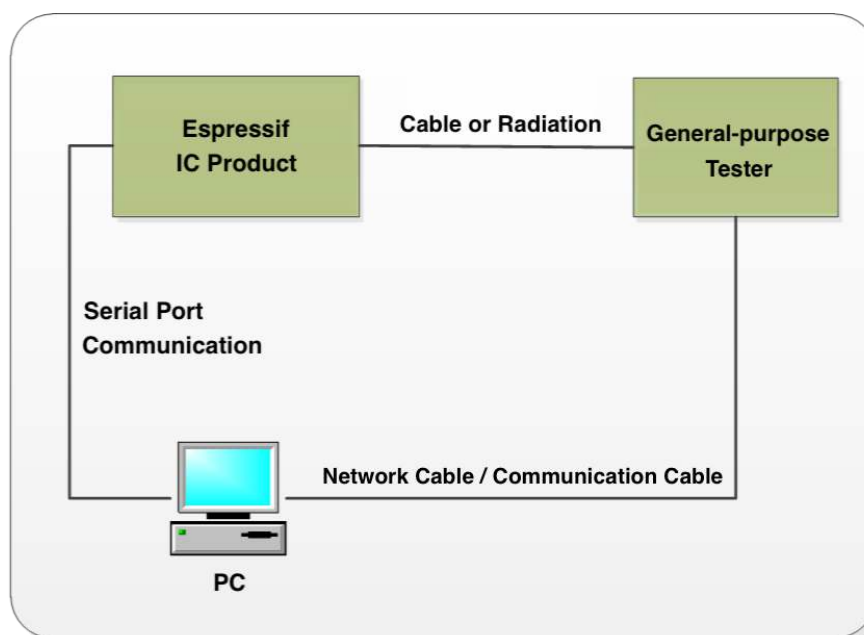 Espressif
IC Product
Cable or Radiation
General-purpose
Tester
Serial Port
Communication
Network Cable / Communication Cable
PC